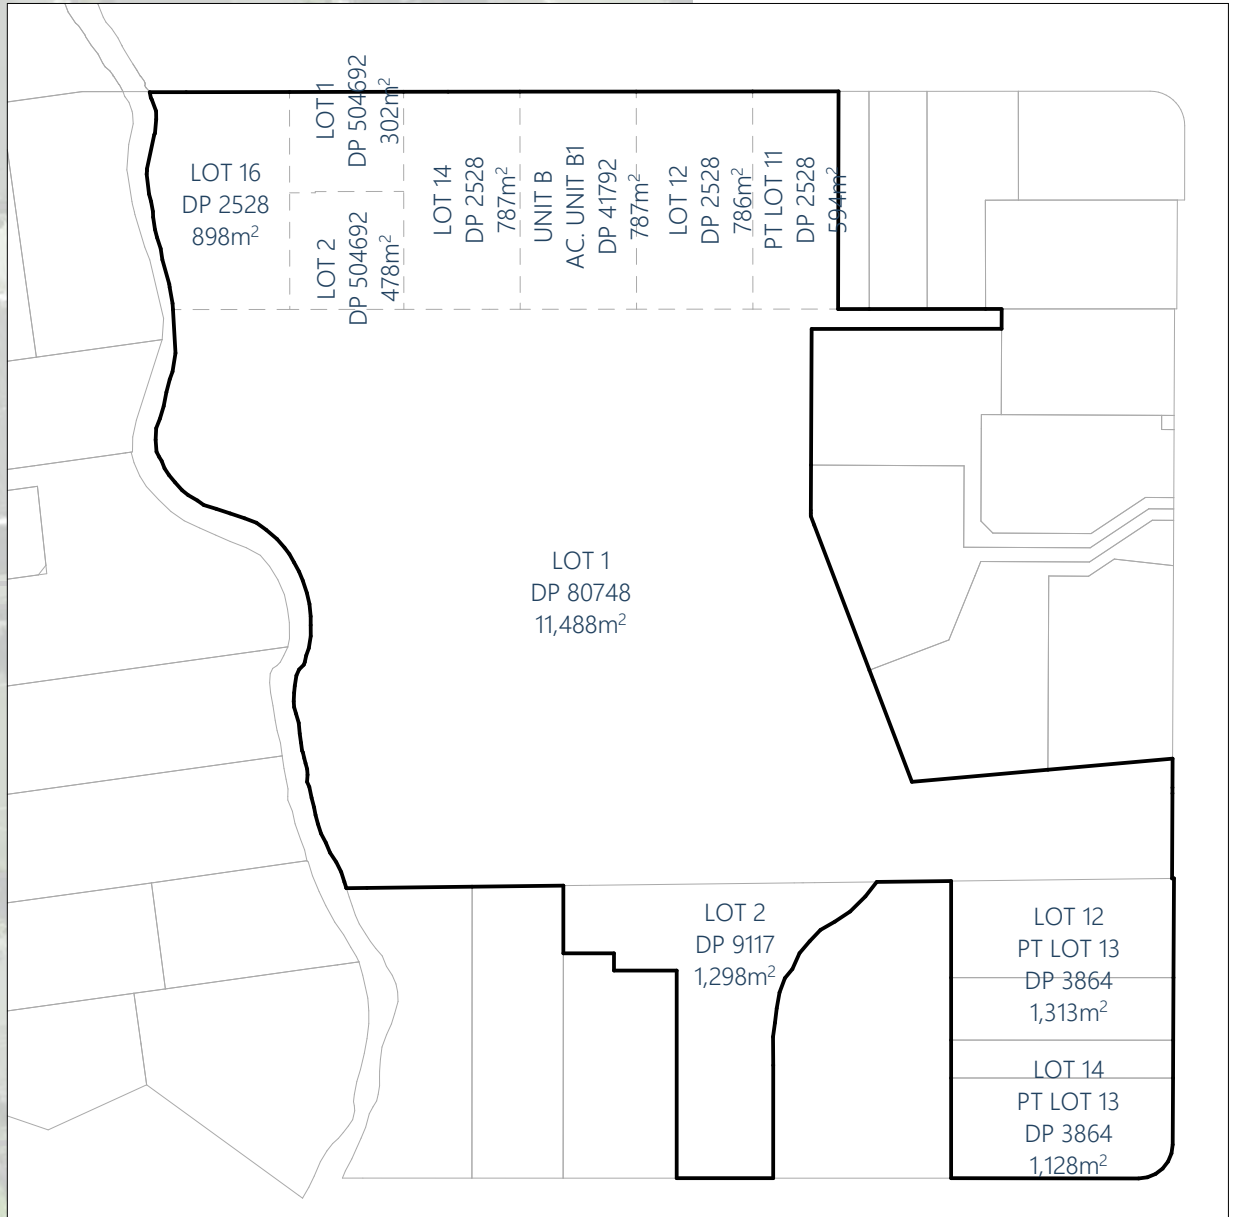 LOT 16
DP 2528
898m²
LOT 1
DP 504692
302m²
LOT 2
DP 504692
478m²
LOT 14
DP 2528
787m²
UNIT B
AC. UNIT B1
DP 41792
787m²
LOT 12
DP 2528
786m²
PT LOT 11
DP 2528
594m²
LOT 1
DP 80748
11,488m²
LOT 2
DP 9117
1,298m²
LOT 12
PT LOT 13
DP 3864
1,313m²
LOT 14
PT LOT 13
DP 3864
1,128m²